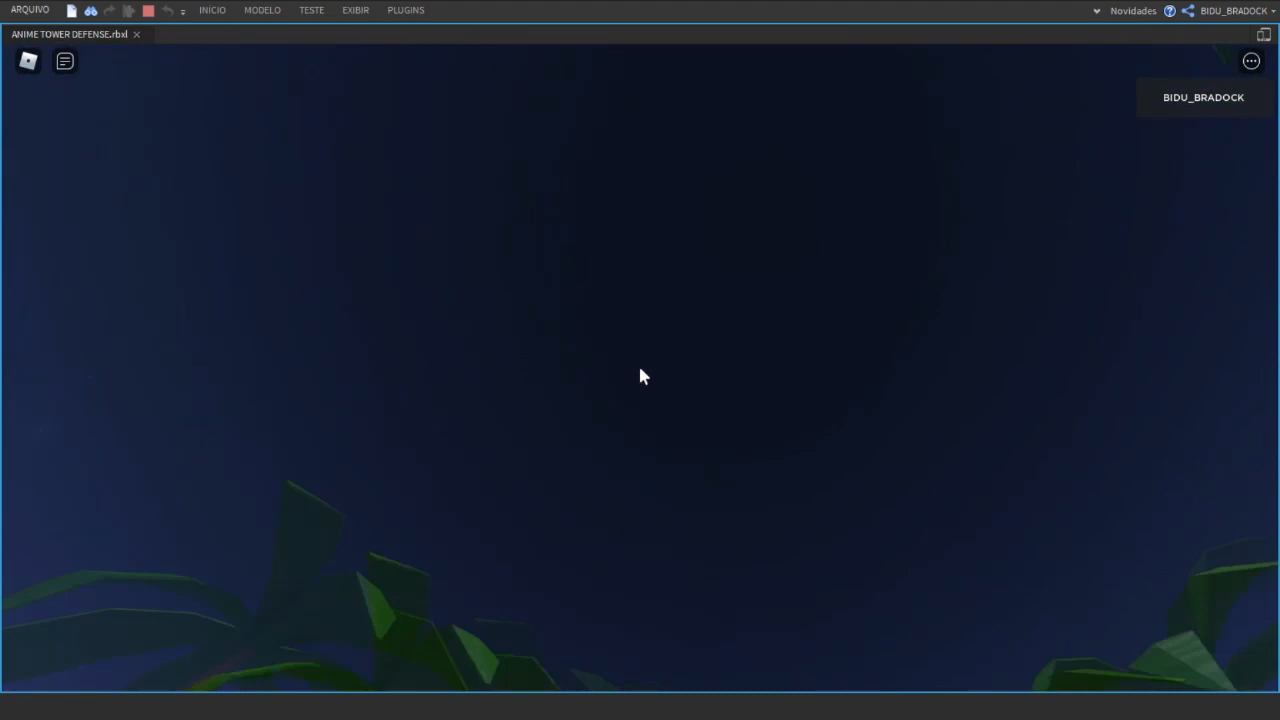 ARQUIVO
INÍCIO
MODELO
TESTE
EXIBIR
PLUGINS
Novidades
BIDU_BRADOCK
ANIME TOWER DEFENSE.rbxl
BIDU_BRADOCK